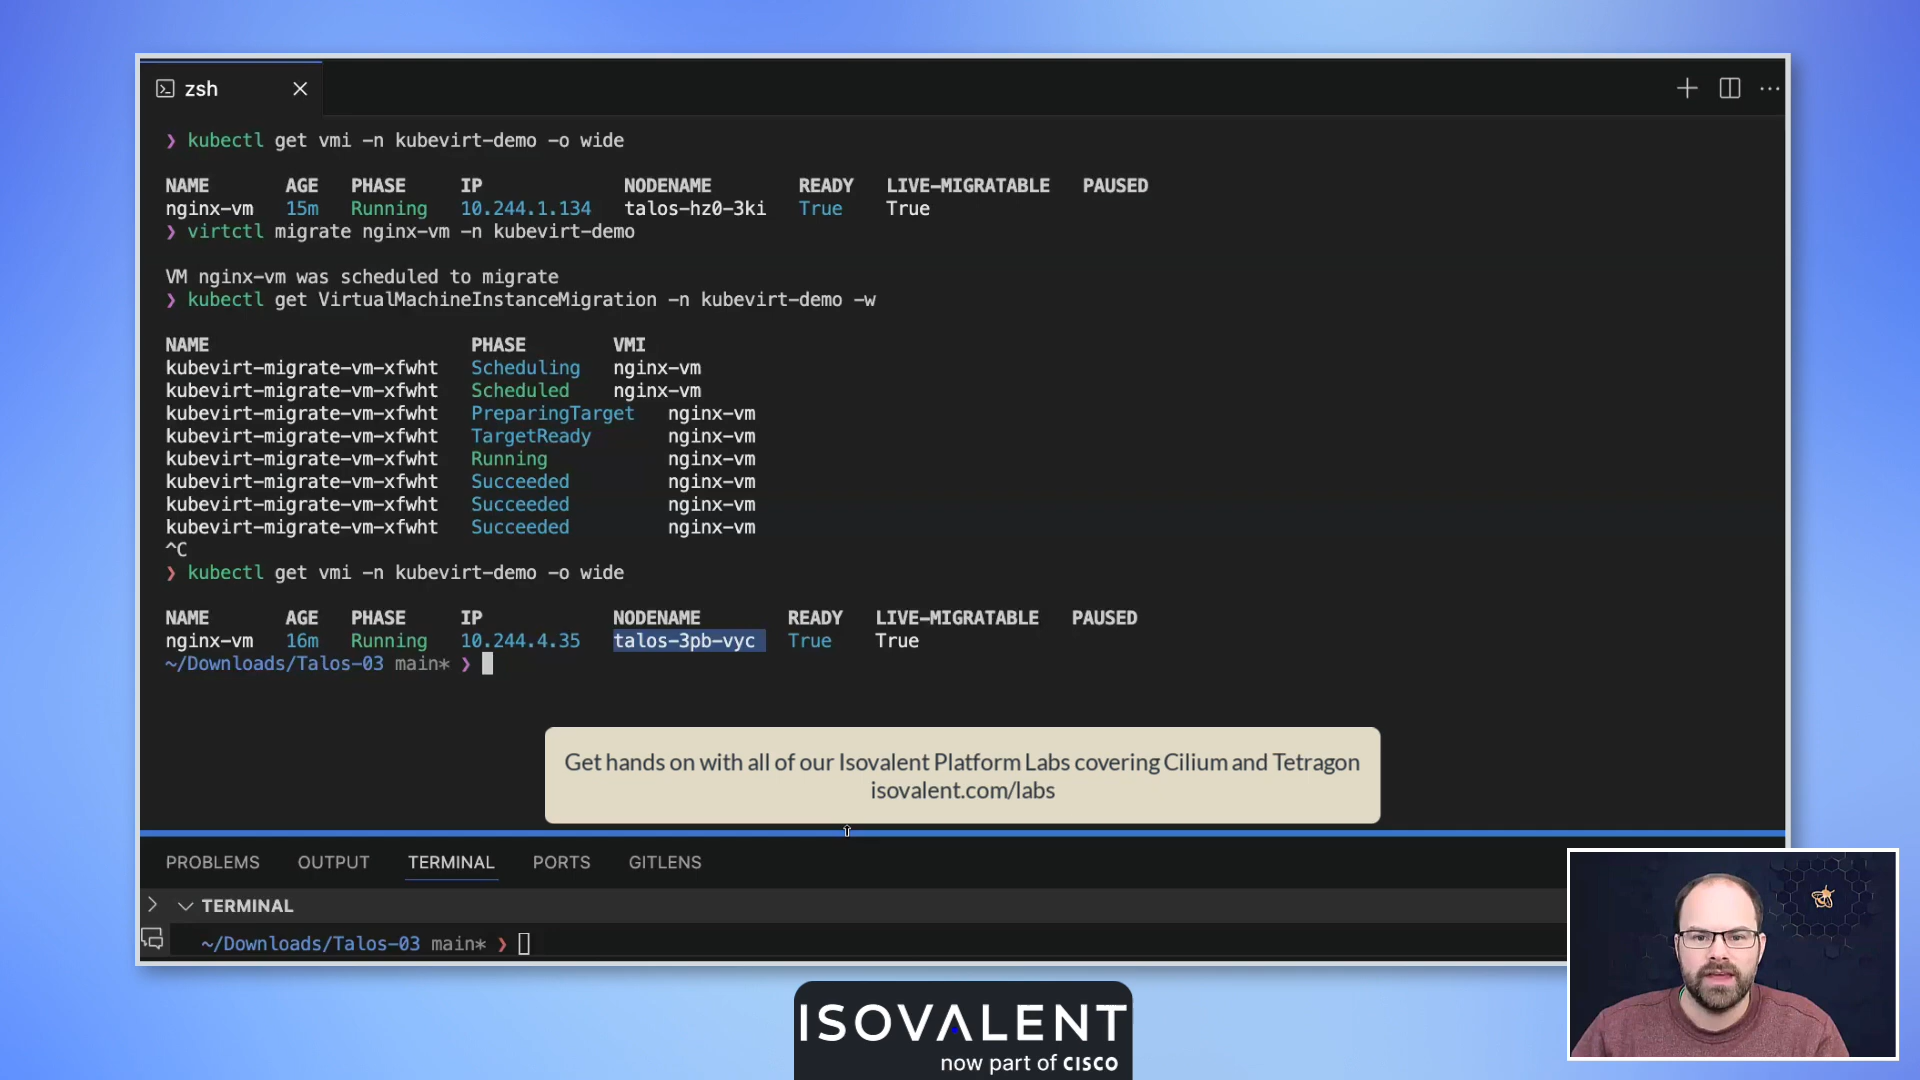 zsh
❯ kubectl get vmi -n kubevirt-demo -o wide
NAME AGE PHASE IP NODENAME READY LIVE-MIGRATABLE PAUSED
nginx-vm 15m Running 10.244.1.134 talos-hz0-3ki True True
❯ virtctl migrate nginx-vm -n kubevirt-demo
VM nginx-vm was scheduled to migrate
❯ kubectl get VirtualMachineInstanceMigration -n kubevirt-demo -w
NAME PHASE VMI
kubevirt-migrate-vm-xfwht Scheduling nginx-vm
kubevirt-migrate-vm-xfwht Scheduled nginx-vm
kubevirt-migrate-vm-xfwht PreparingTarget nginx-vm
kubevirt-migrate-vm-xfwht TargetReady nginx-vm
kubevirt-migrate-vm-xfwht Running nginx-vm
kubevirt-migrate-vm-xfwht Succeeded nginx-vm
kubevirt-migrate-vm-xfwht Succeeded nginx-vm
kubevirt-migrate-vm-xfwht Succeeded nginx-vm
^C
❯ kubectl get vmi -n kubevirt-demo -o wide
NAME AGE PHASE IP NODENAME READY LIVE-MIGRATABLE PAUSED
nginx-vm 16m Running 10.244.4.35 talos-3pb-vyc True True
~/Downloads/Talos-03 main* ❯
Get hands on with all of our Isovalent Platform Labs covering Cilium and Tetragon
isovalent.com/labs
PROBLEMS OUTPUT TERMINAL PORTS GITLENS
TERMINAL
~/Downloads/Talos-03 main* ❯
ISOVALENT
now part of CISCO